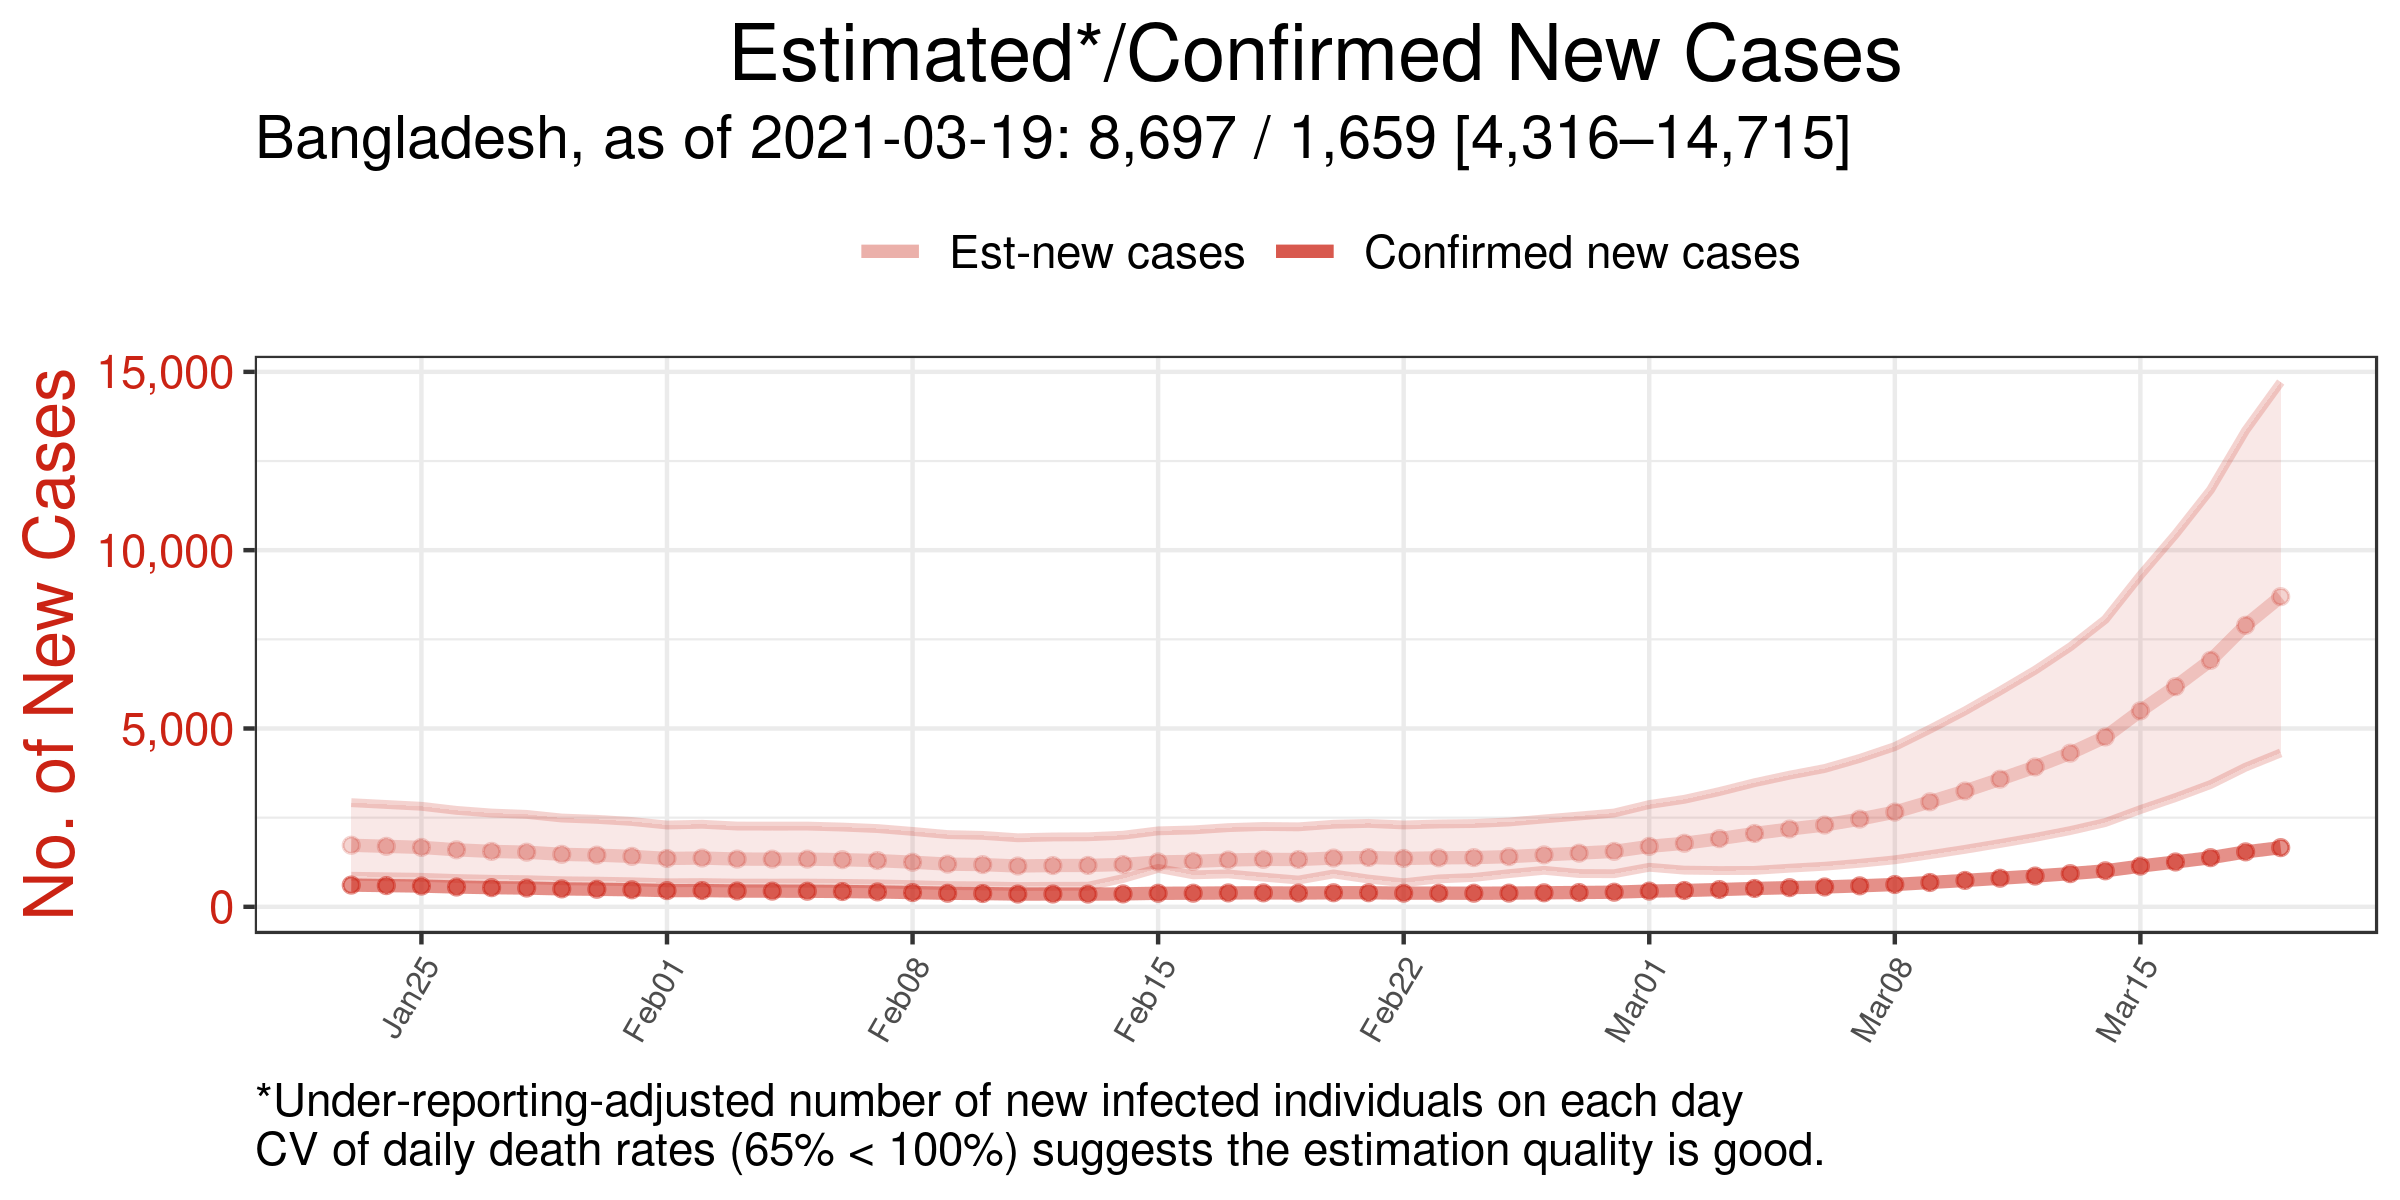 Estimated*/Confirmed New Cases
Bangladesh, as of 2021-03-19: 8,697 / 1,659 [4,316–14,715]
Est-new cases
Confirmed new cases
No. of New Cases
15,000
10,000
5,000
0
Jan25
Feb01
Feb08
Feb15
Feb22
Mar01
Mar08
Mar15
*Under-reporting-adjusted number of new infected individuals on each day
CV of daily death rates (65% < 100%) suggests the estimation quality is good.